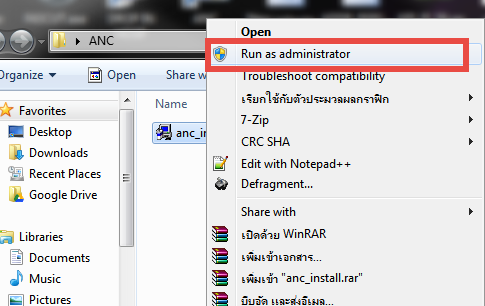 ANC
Organize
Open
Share w
Favorites
Desktop
Downloads
Recent Places
Google Drive
Libraries
Documents
Music
Pictures
Name
anc_in
Open
Run as administrator
Troubleshoot compatibility
เรียกใช้กับตัวประมวลผลกราฟิก
7-Zip
CRC SHA
Edit with Notepad++
Defragment...
Share with
เปิดด้วย WinRAR
เพิ่มเข้าเอกสาร...
เพิ่มเข้า "anc_install.rar"
บีบอัด และส่งอีเมล...